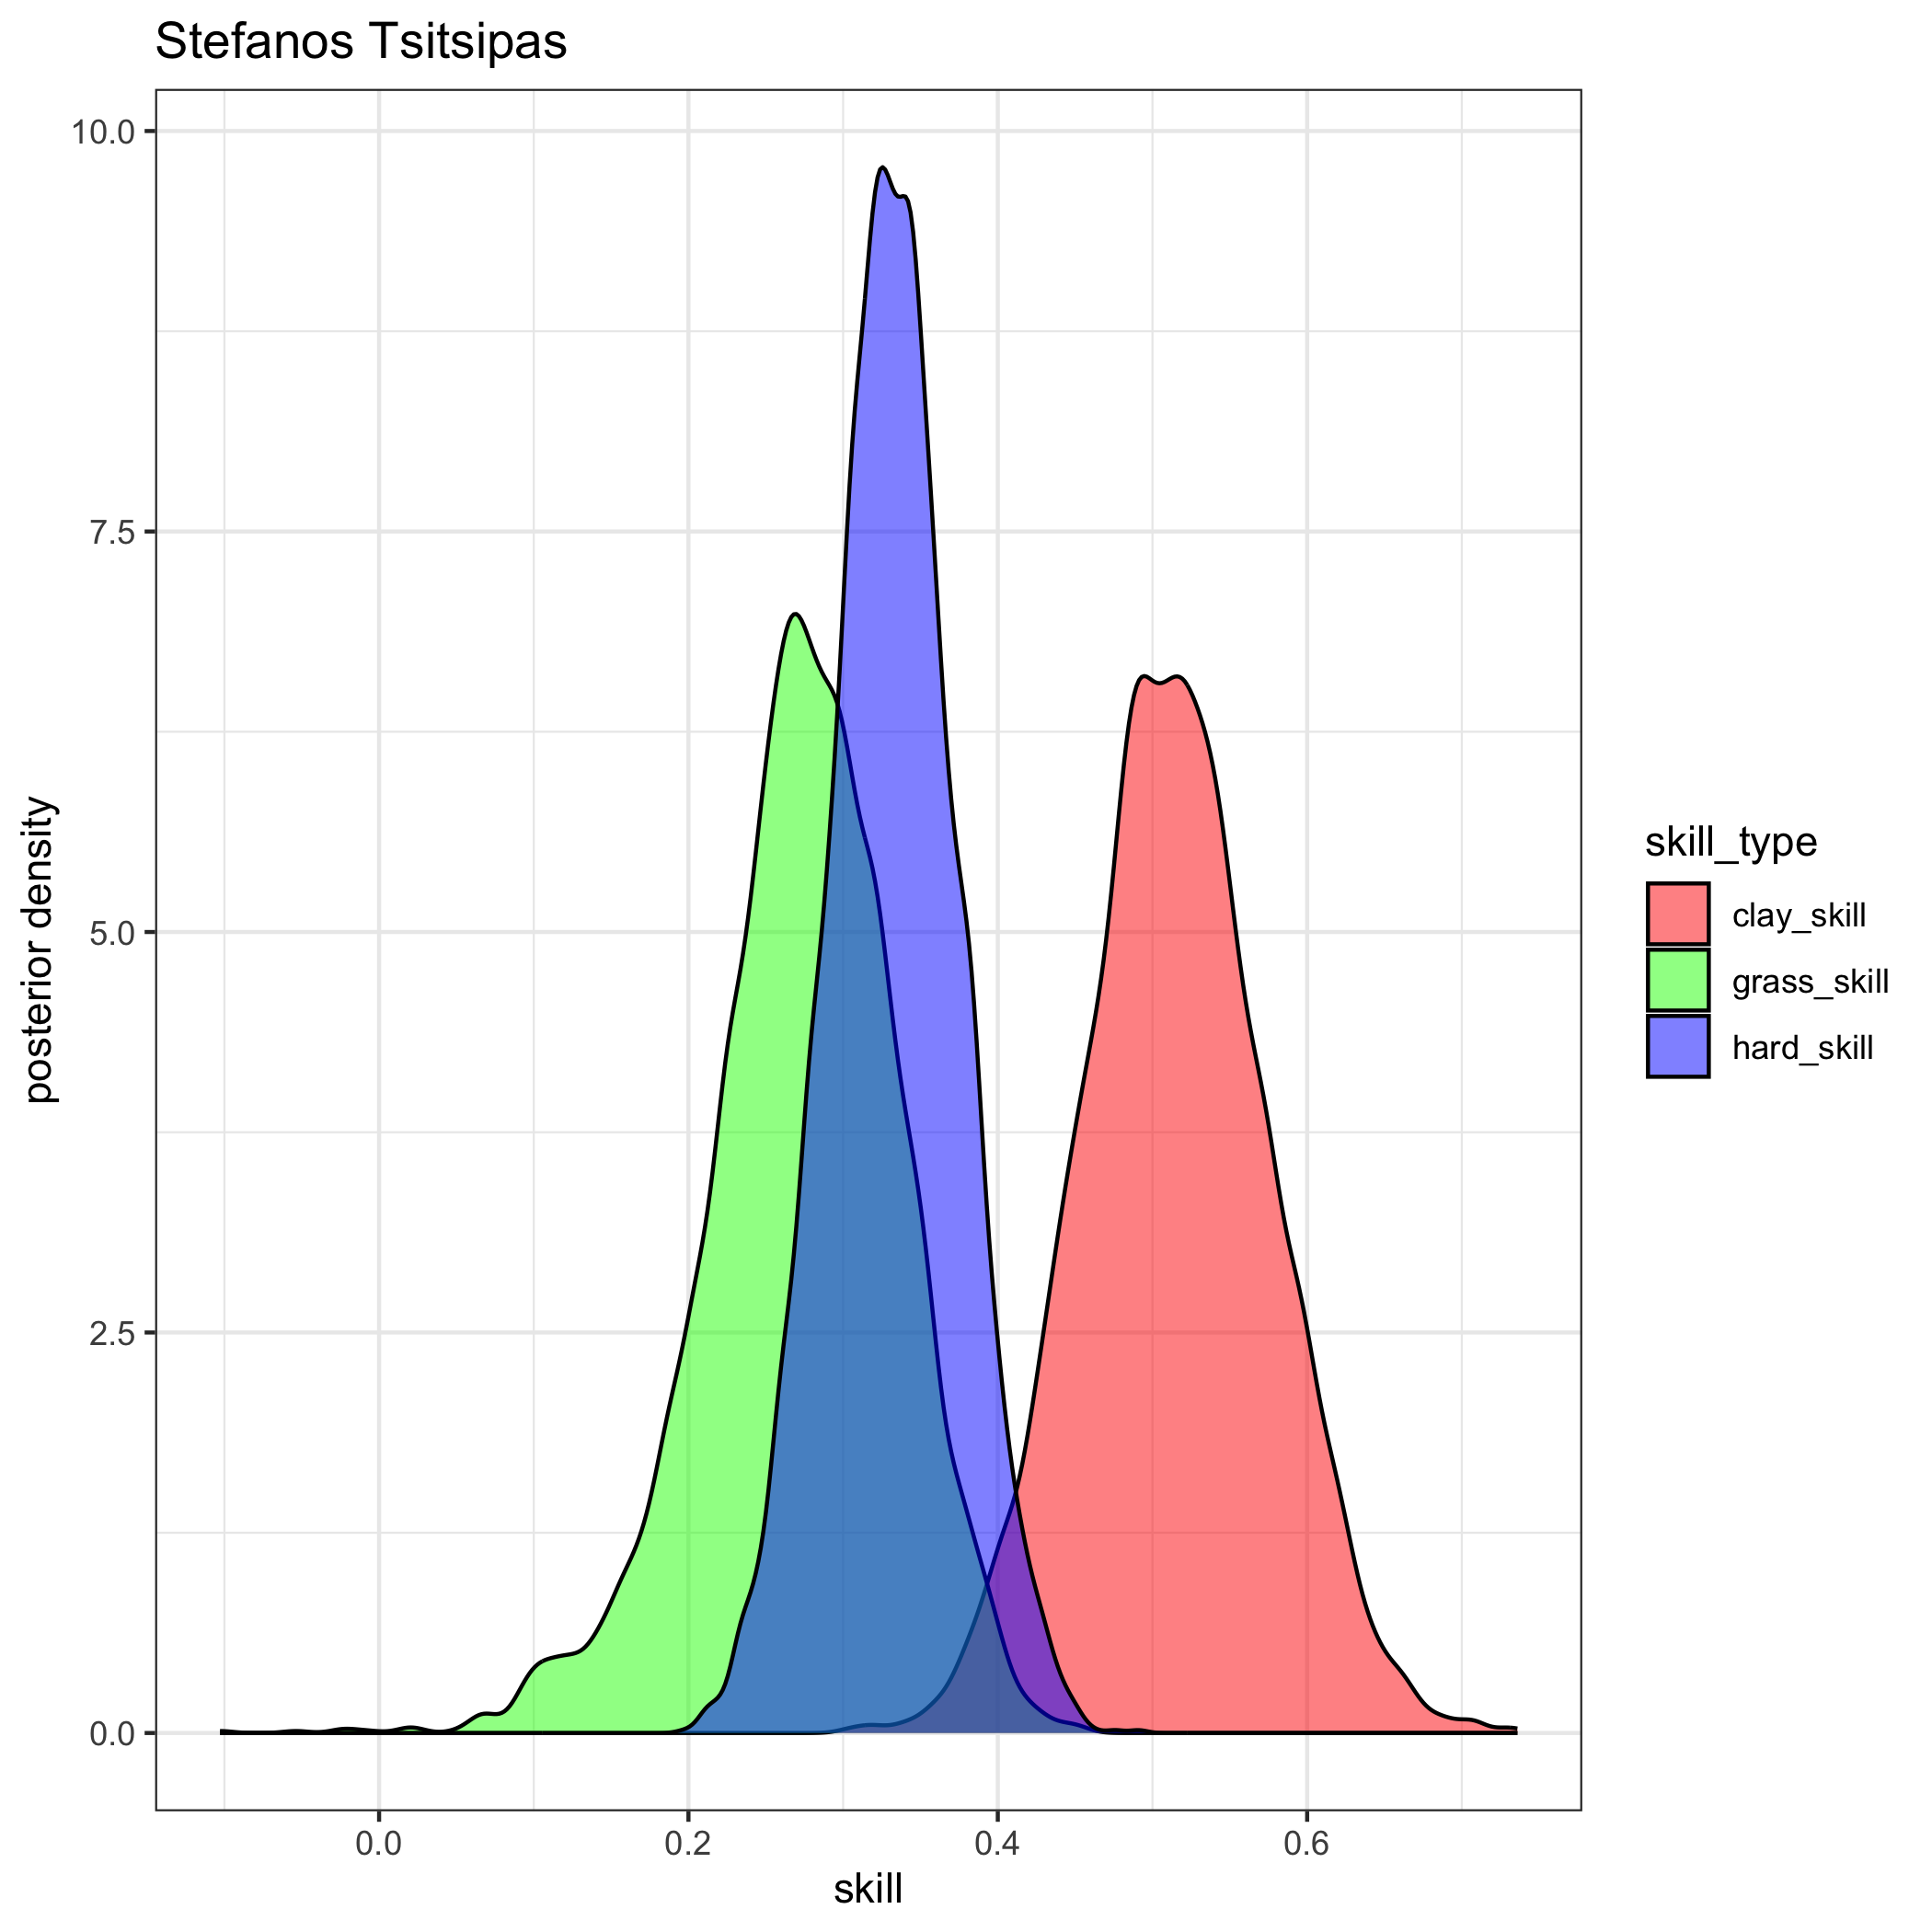 Stefanos Tsitsipas
10.0
7.5
5.0
2.5
0.0
posterior density
0.0
0.2
0.4
0.6
skill
skill_type
clay_skill
grass_skill
hard_skill